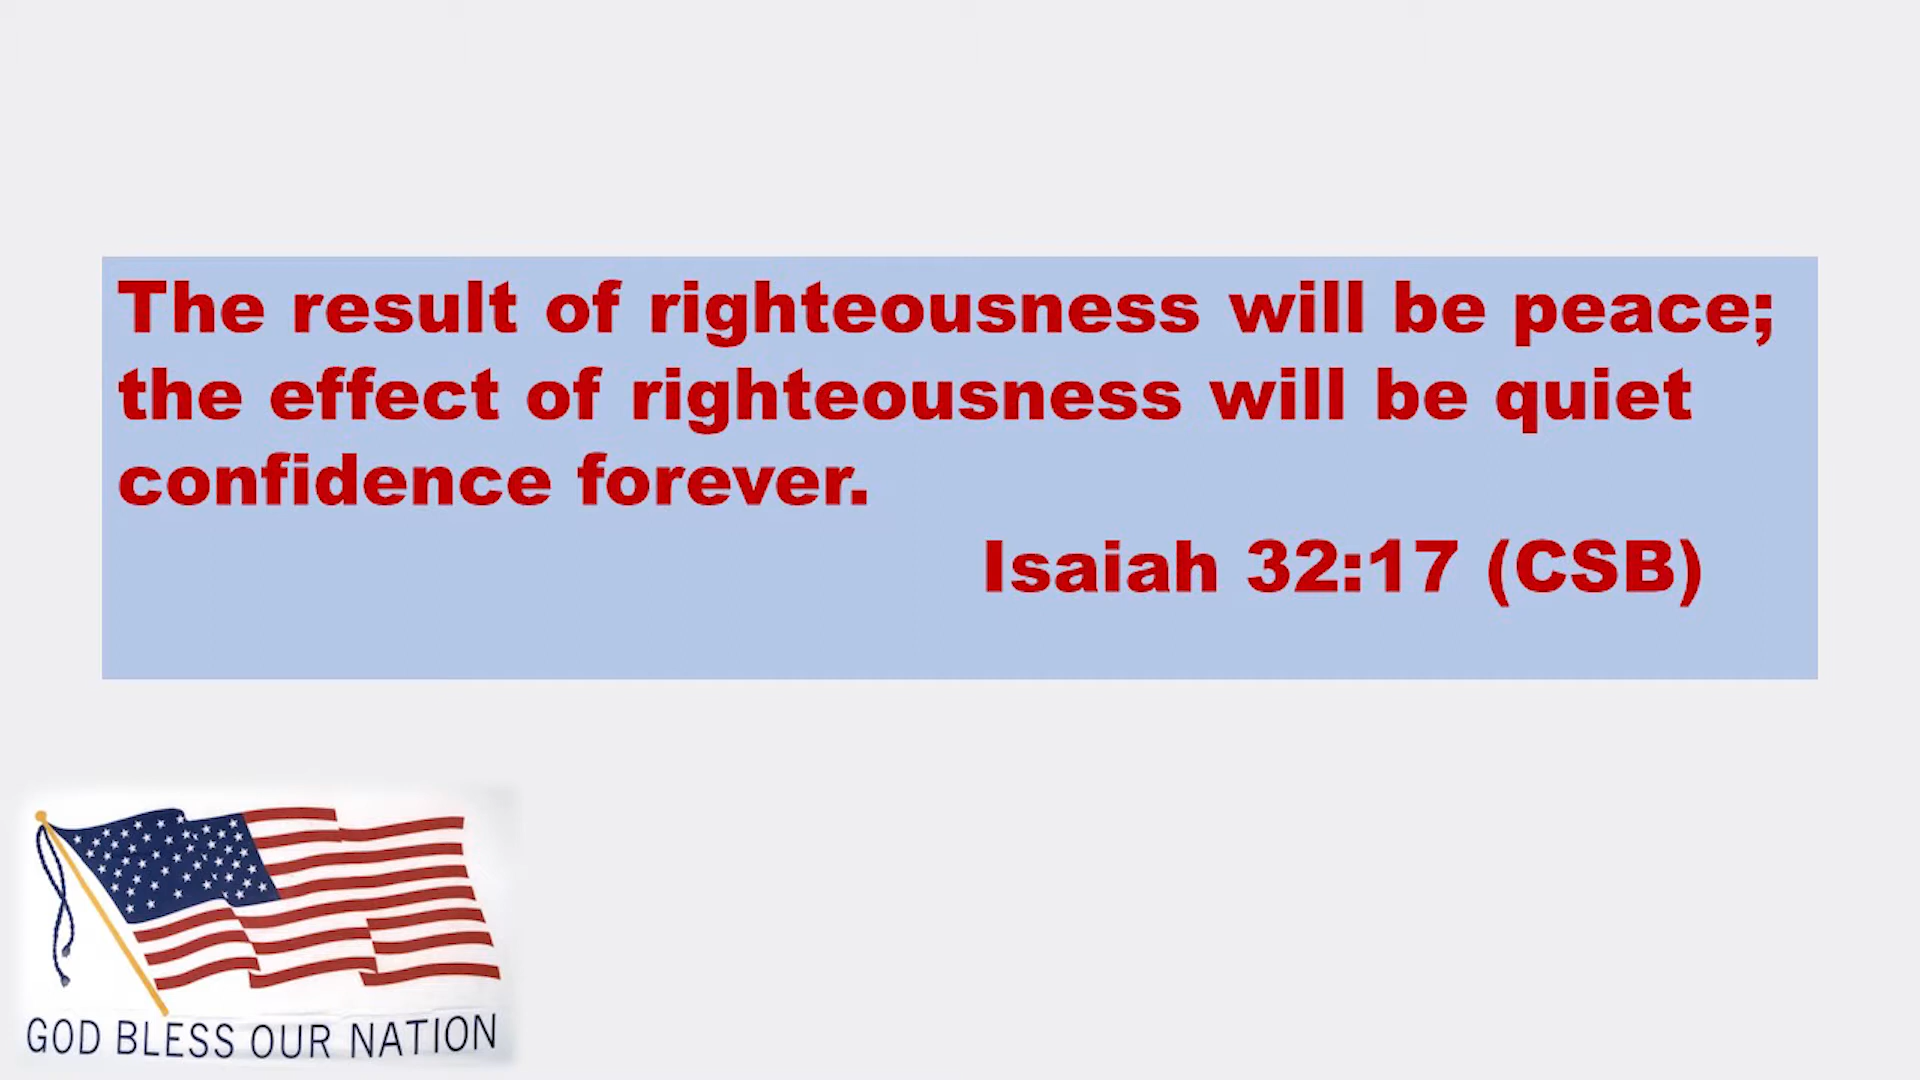 The result of righteousness will be peace;
the effect of righteousness will be quiet
confidence forever.
Isaiah 32:17 (CSB)
GOD BLESS OUR NATION